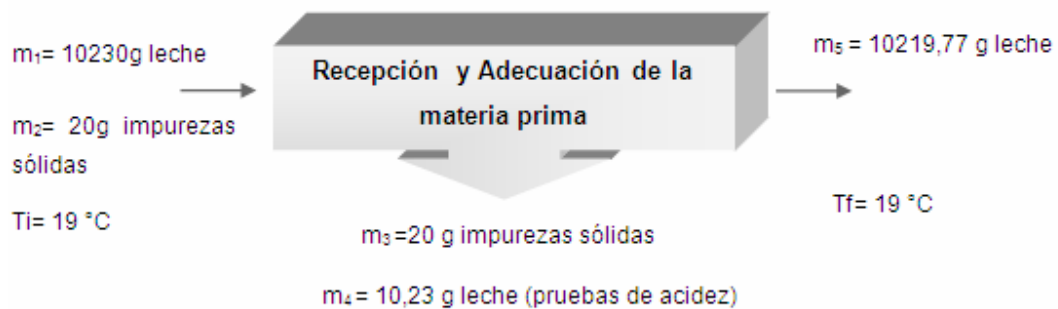 m₁= 10230g leche
m₂= 20g impurezas
sólidas
Ti= 19 °C
Recepción y Adecuación de la
materia prima
m₅ = 10219,77 g leche
Tf= 19 °C
m₃ =20 g impurezas sólidas
m₄ = 10,23 g leche (pruebas de acidez)